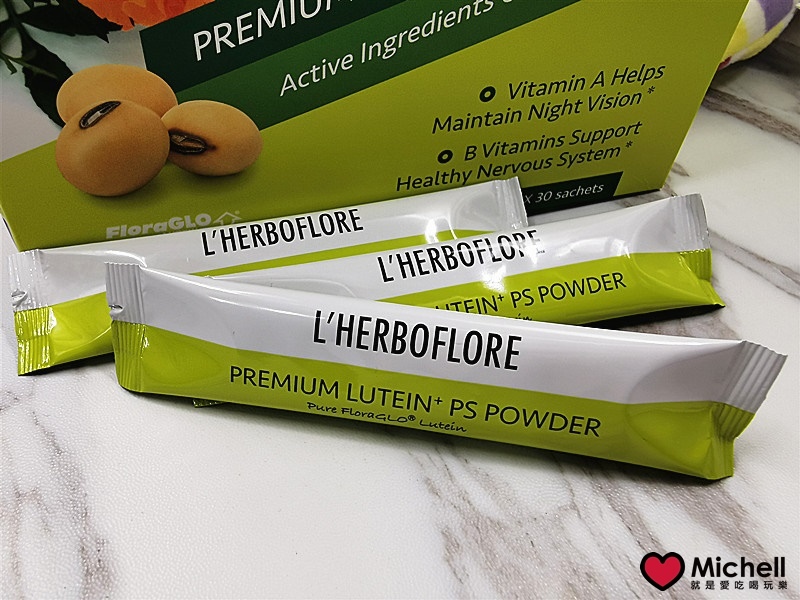 PREMIUM
Active Ingredients
Vitamin A Helps
Maintain Night Vision*
B Vitamins Support
Healthy Nervous System*
X 30 sachets
FloraGLO
L'HERBOFLORE
L'HERBOFLORE
LUTEIN⁺ PS POWDER
Lutein
L'HERBOFLORE
PREMIUM LUTEIN⁺ PS POWDER
Pure FloraGLO® Lutein
Michell
就是愛吃喝玩樂